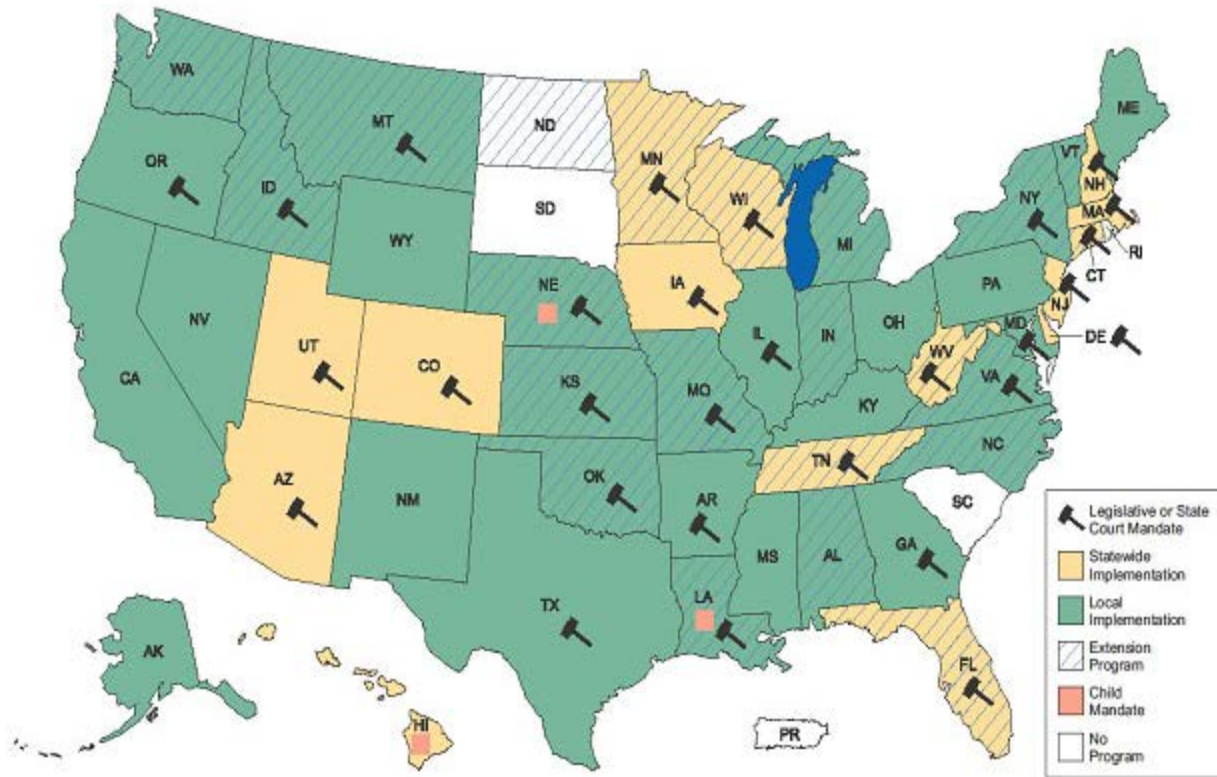 WA
MT
ND
MN
ME
OR
ID
SD
WI
VT
NH
NY
MA
MI
RI
WY
CT
IA
NE
PA
NJ
NV
IL
IN
OH
MD
DE
UT
CO
WV
CA
KS
MO
KY
VA
NC
TN
AZ
NM
OK
AR
SC
MS
AL
GA
TX
LA
AK
FL
HI
PR
Legislative or State
Court Mandate
Statewide
Implementation
Local
Implementation
Extension
Program
Child
Mandate
No
Program